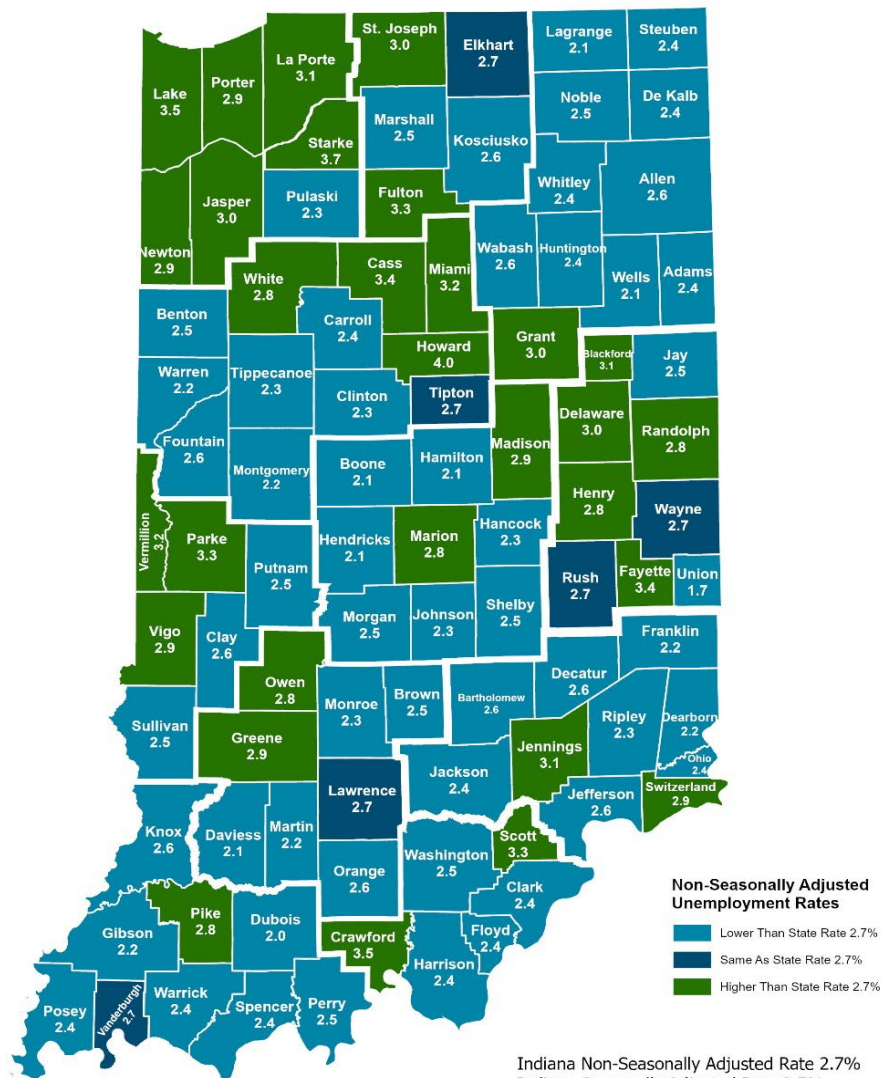 St. Joseph
3.0
Elkhart
2.7
Lagrange
2.1
Steuben
2.4
La Porte
3.1
Porter
2.9
Lake
3.5
Noble
2.5
De Kalb
2.4
Marshall
2.5
Kosciusko
2.6
Starke
3.7
Whitley
2.4
Allen
2.6
Jasper
3.0
Pulaski
2.3
Fulton
3.3
Newton
2.9
White
2.8
Cass
3.4
Miami
3.2
Wabash
2.6
Huntington
2.4
Wells
2.1
Adams
2.4
Benton
2.5
Carroll
2.4
Howard
4.0
Grant
3.0
Blackford
3.1
Jay
2.5
Warren
2.2
Tippecanoe
2.3
Clinton
2.3
Tipton
2.7
Delaware
3.0
Randolph
2.8
Fountain
2.6
Montgomery
2.2
Boone
2.1
Hamilton
2.1
Madison
2.9
Henry
2.8
Wayne
2.7
Vermillion
3.2
Parke
3.3
Putnam
2.5
Hendricks
2.1
Marion
2.8
Hancock
2.3
Rush
2.7
Fayette
3.4
Union
1.7
Vigo
2.9
Clay
2.6
Morgan
2.5
Johnson
2.3
Shelby
2.5
Franklin
2.2
Owen
2.8
Monroe
2.3
Brown
2.5
Bartholomew
2.6
Decatur
2.6
Sullivan
2.5
Greene
2.9
Ripley
2.3
Dearborn
2.2
Ohio
2.4
Jennings
3.1
Lawrence
2.7
Jackson
2.4
Jefferson
2.6
Switzerland
2.9
Knox
2.6
Daviess
2.1
Martin
2.2
Orange
2.6
Washington
2.5
Scott
3.3
Clark
2.4
Pike
2.8
Dubois
2.0
Gibson
2.2
Crawford
3.5
Floyd
2.4
Harrison
2.4
Posey
2.4
Vanderburgh
2.7
Warrick
2.4
Spencer
2.4
Perry
2.5
Non-Seasonally Adjusted
Unemployment Rates
Lower Than State Rate 2.7%
Same As State Rate 2.7%
Higher Than State Rate 2.7%
Indiana Non-Seasonally Adjusted Rate 2.7%